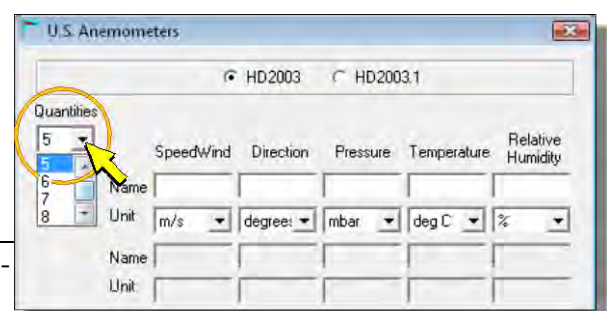 U.S. Anemometers
HD2003 HD2003.1
Quantities
5
5
6
7
8
SpeedWind Direction Pressure Temperature Relative Humidity
Name
Unit m/s degrees mbar deg C %
Name
Unit
-